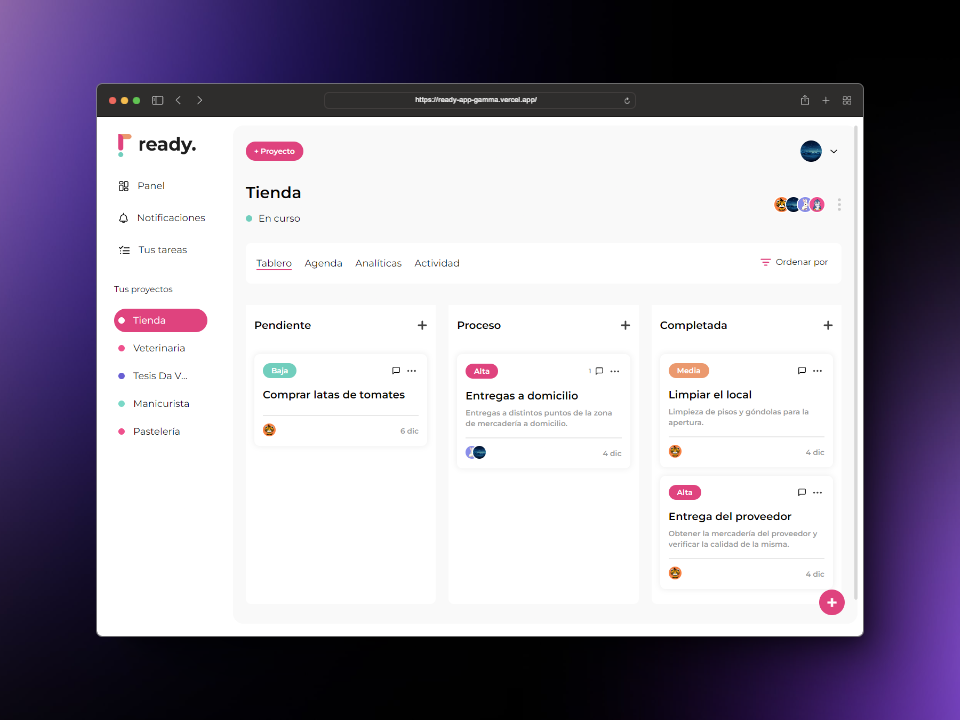 https://ready-app-gamma.vercel.app/
ready.
Panel
Notificaciones
Tus tareas
Tus proyectos
Tienda
Veterinaria
Tesis Da V...
Manicurista
Pastelería
+ Proyecto
Tienda
En curso
Tablero Agenda Analíticas Actividad
Ordenar por
Pendiente
Baja
Comprar latas de tomates
6 dic
Proceso
Alta
1
Entregas a domicilio
Entregas a distintos puntos de la zona
de mercadería a domicilio.
4 dic
Completada
Media
Limpiar el local
Limpieza de pisos y góndolas para la
apertura.
4 dic
Alta
Entrega del proveedor
Obtener la mercadería del proveedor y
verificar la calidad de la misma.
4 dic